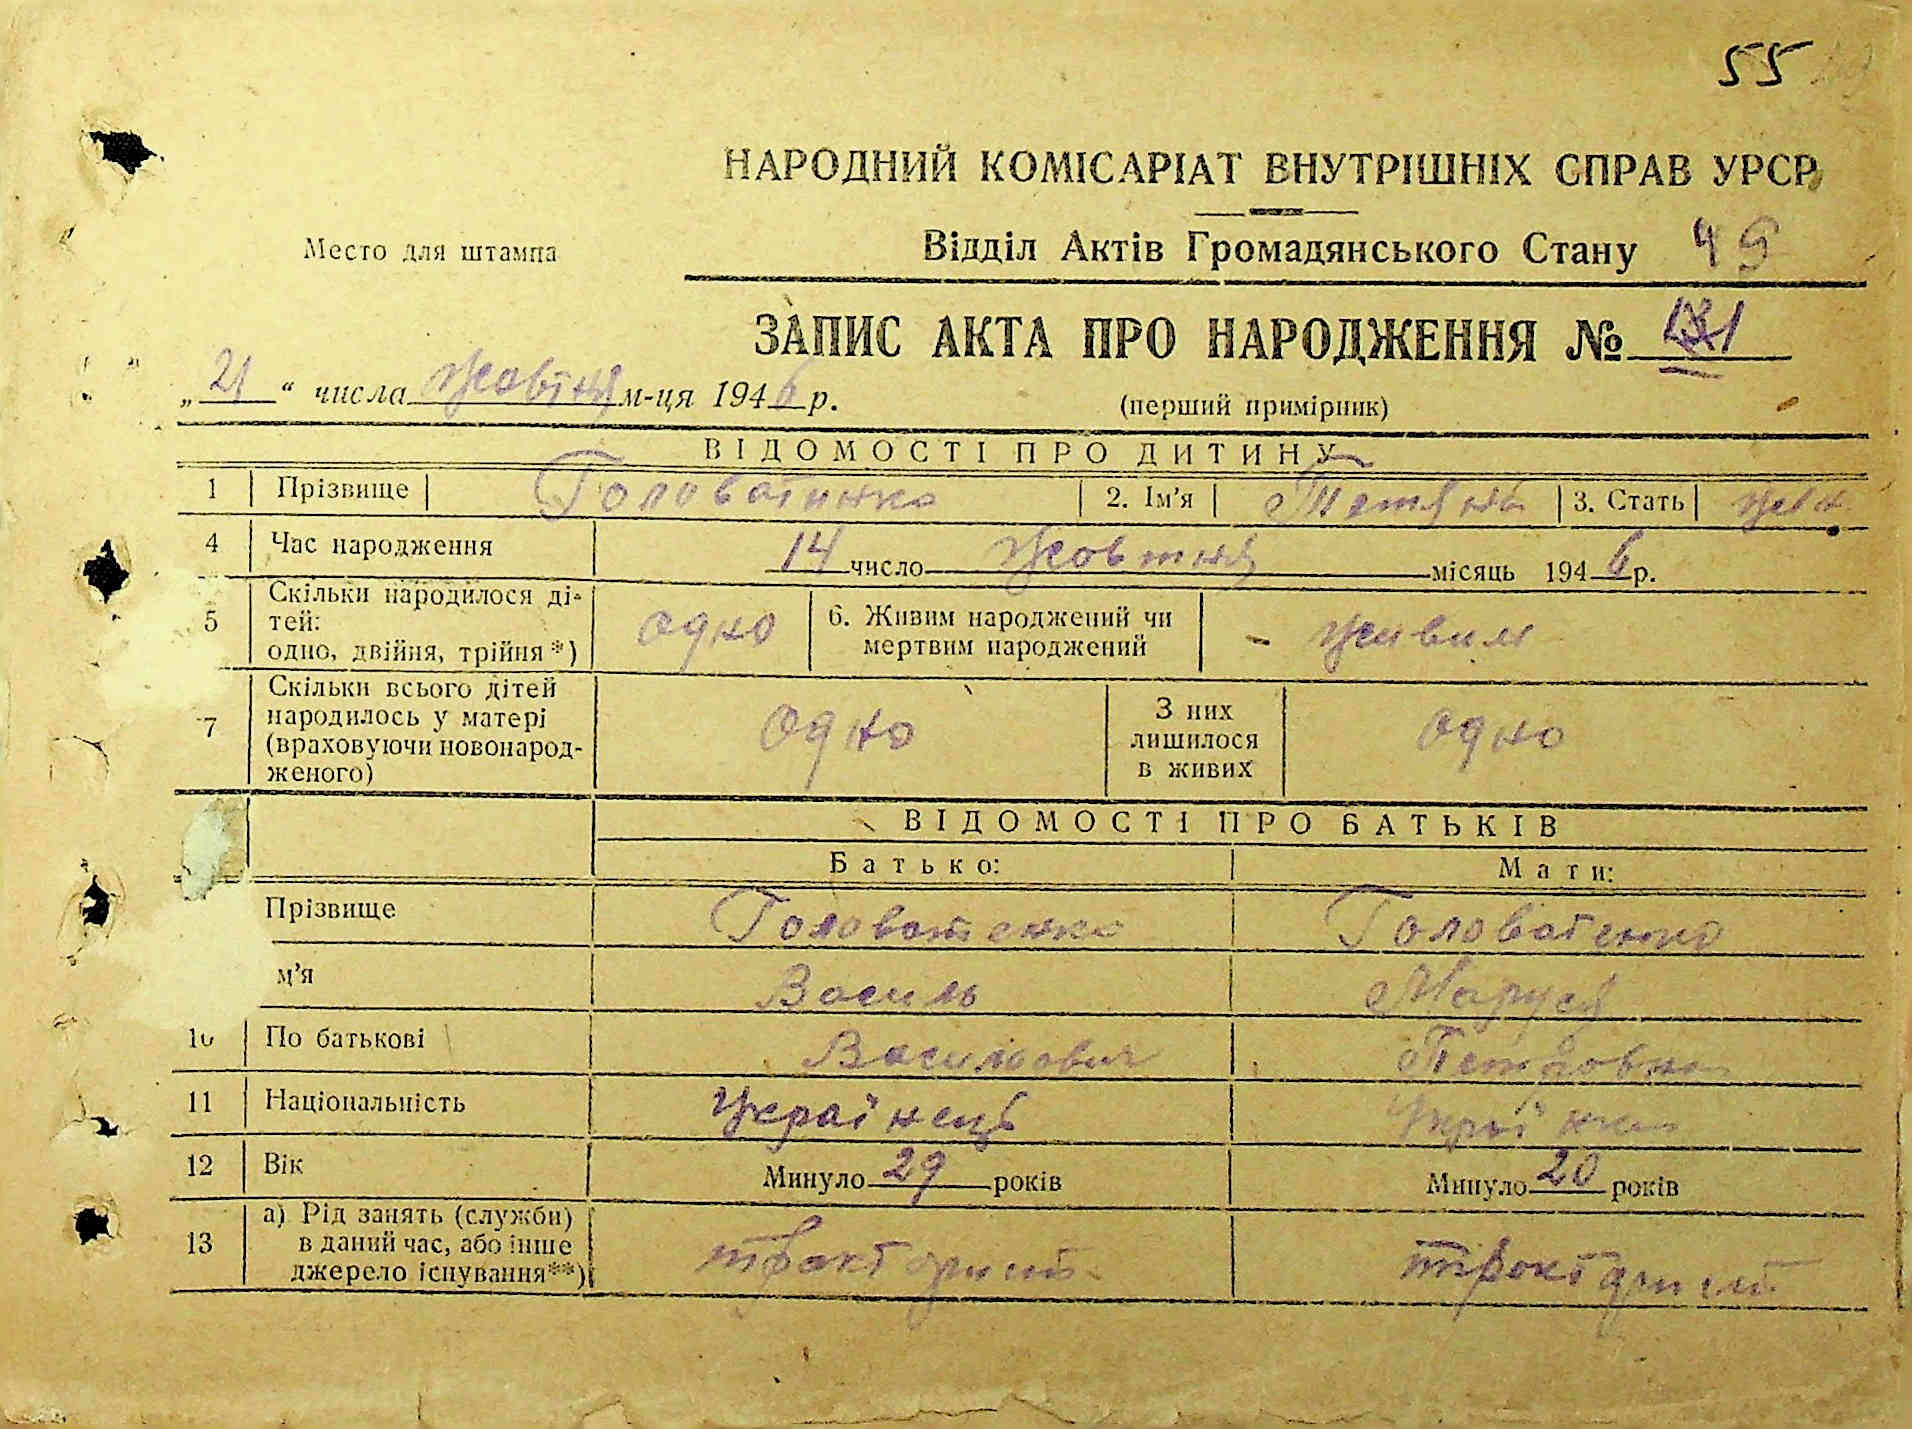 55
НАРОДНИЙ КОМІСАРІАТ ВНУТРІШНІХ СПРАВ УРСР
Место для штампа
Відділ Актів Громадянського Стану 49
ЗАПИС АКТА ПРО НАРОДЖЕННЯ №
„21“ числа Жовтня м-ця 1946 р.
(перший примірник)
ВІДОМОСТІ ПРО ДИТИНУ
1 Прізвище Головатенко 2. Ім'я Тетяна 3. Стать жін.
4 Час народження 14 число Жовтня місяць 1946 р.
5 Скільки народилося ді-
тей:
одно, двійня, трійня*) одно 6. Живим народжений чи
мертвим народжений - живим
7 Скільки всього дітей
народилось у матері
(враховуючи новонарод-
женого) одно З них
лишилося
в живих одно
ВІДОМОСТІ ПРО БАТЬКІВ
Батько: Мати:
Прізвище Головатенко Головатенко
м'я Василь Маруся
10 По батькові Васильович Петровна
11 Національність Українець Українка
12 Вік Минуло 29 років Минуло 20 років
13 а) Рід занять (служби)
в даний час, або інше
джерело існування**) тракторист тракторист